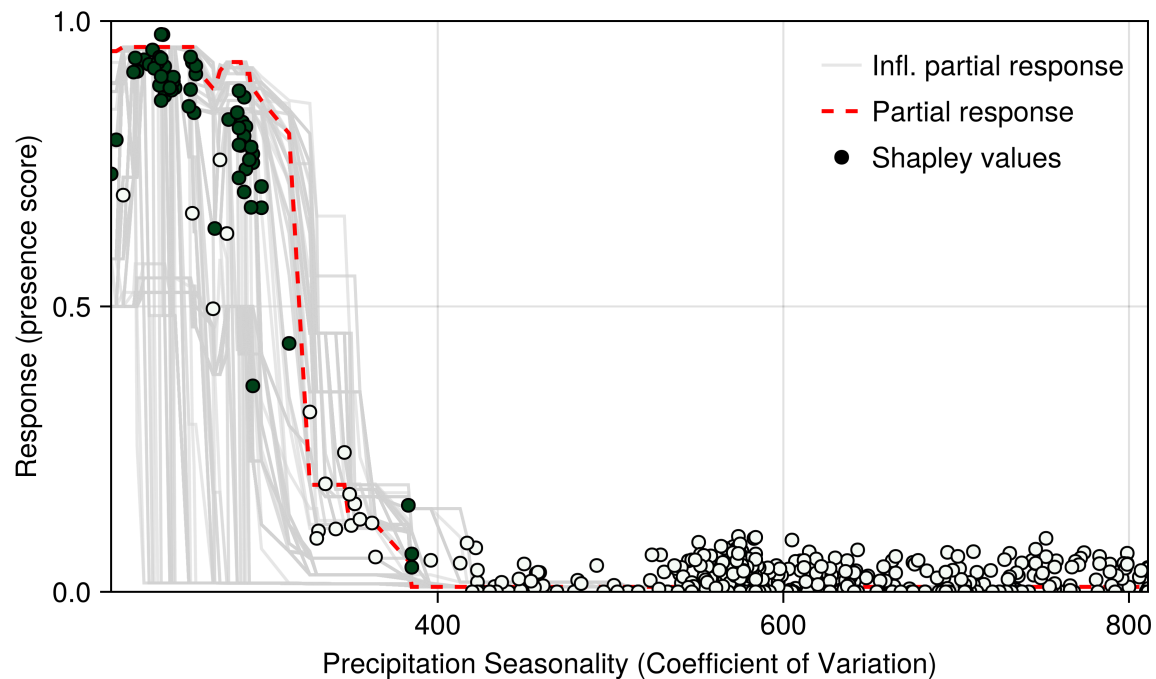 1.0
Infl. partial response
Partial response
Shapley values
Response (presence score)
0.5
0.0
400
600
800
Precipitation Seasonality (Coefficient of Variation)